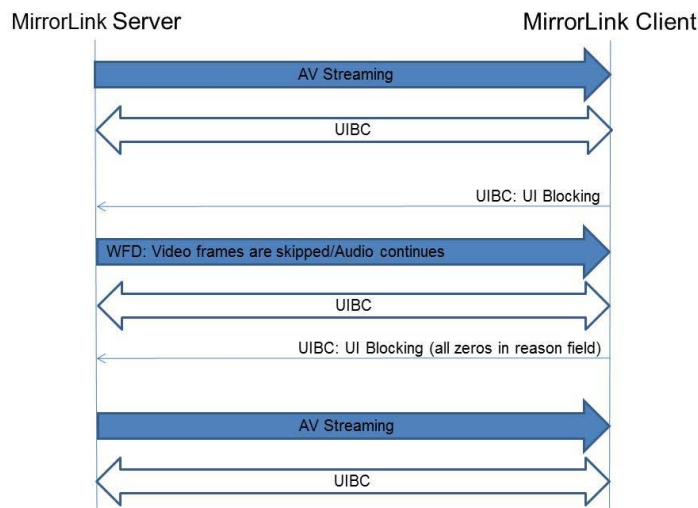 MirrorLink Server
MirrorLink Client
AV Streaming
UIBC
UIBC: UI Blocking
WFD: Video frames are skipped/Audio continues
UIBC
UIBC: UI Blocking (all zeros in reason field)
AV Streaming
UIBC